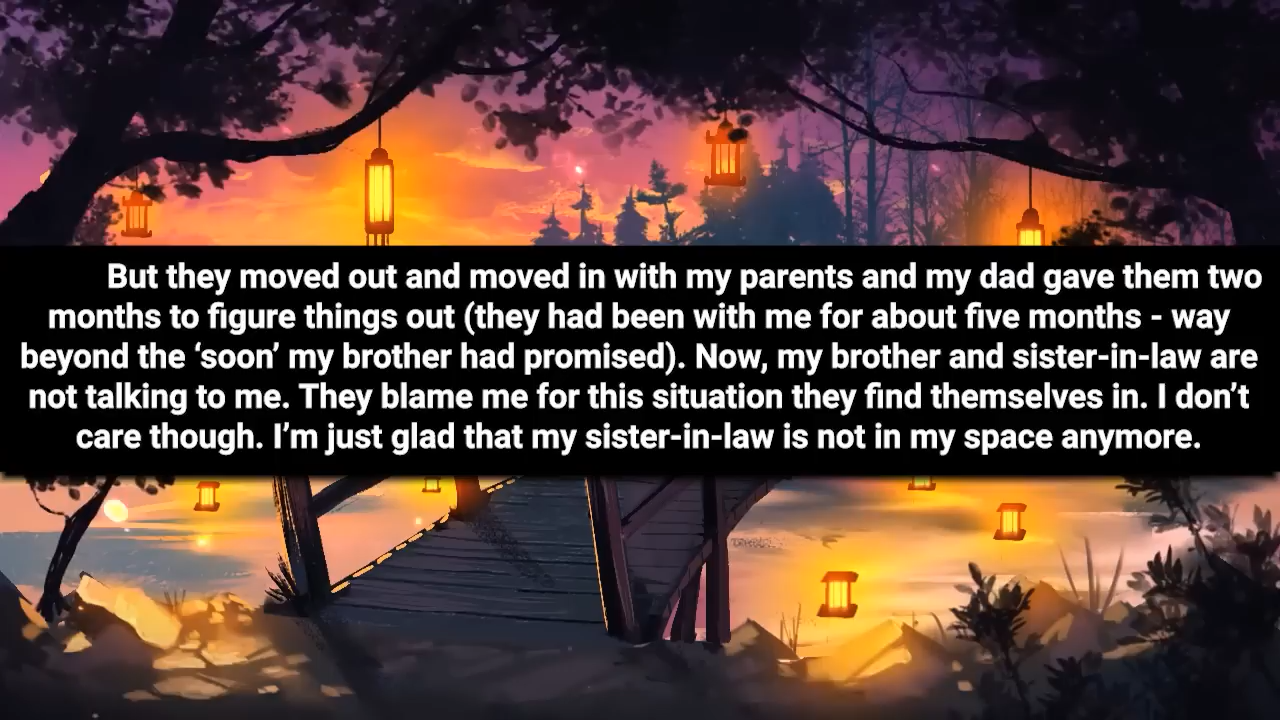 But they moved out and moved in with my parents and my dad gave them two
months to figure things out (they had been with me for about five months - way
beyond the ‘soon’ my brother had promised). Now, my brother and sister-in-law are
not talking to me. They blame me for this situation they find themselves in. I don’t
care though. I’m just glad that my sister-in-law is not in my space anymore.